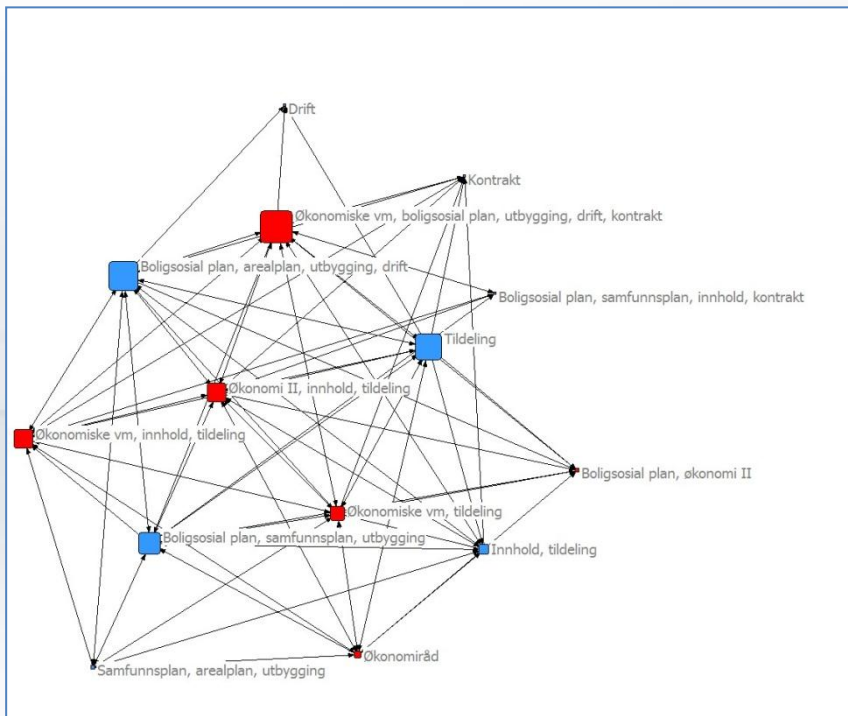 Drift
Kontrakt
Økonomiske vm, boligsosial plan, utbygging, drift, kontrakt
Boligsosial plan, arealplan, utbygging, drift
Boligsosial plan, samfunnsplan, innhold, kontrakt
Tildeling
Økonomi II, innhold, tildeling
Økonomiske vm, innhold, tildeling
Boligsosial plan, økonomi II
Økonomiske vm, tildeling
Boligsosial plan, samfunnsplan, utbygging
Innhold, tildeling
Økonomiråd
Samfunnsplan, arealplan, utbygging